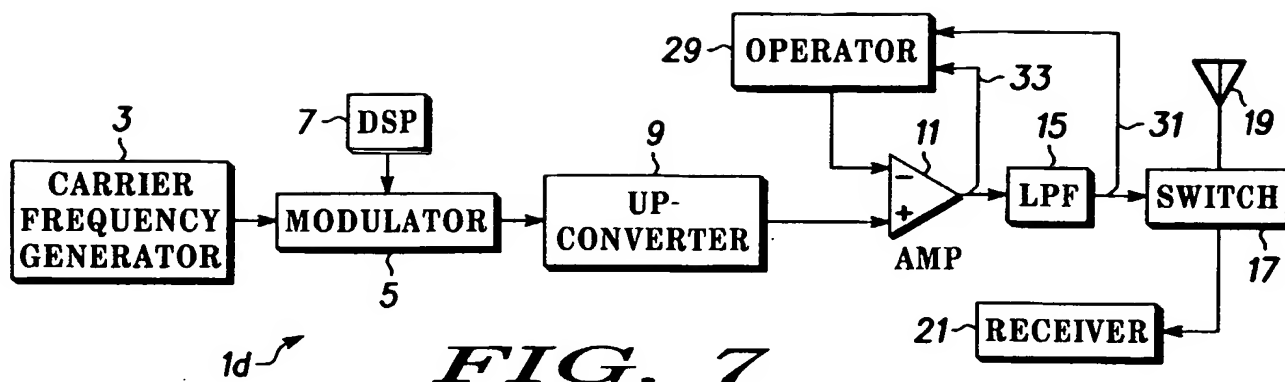 29
OPERATOR
33
31
19
3
7
DSP
9
11
15
CARRIER
FREQUENCY
GENERATOR
MODULATOR
5
UP-
CONVERTER
−
+
AMP
LPF
SWITCH
17
21
RECEIVER
1d
FIG. 7